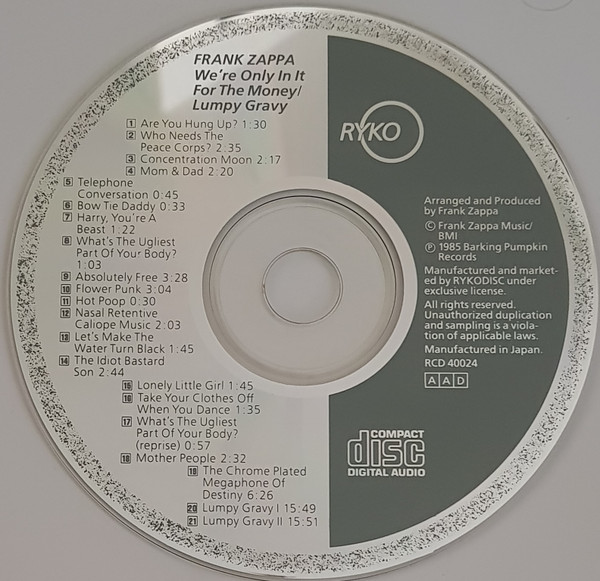 FRANK ZAPPA
We're Only In It
For The Money/
Lumpy Gravy
1 Are You Hung Up? 1:30
2 Who Needs The
Peace Corps? 2:35
3 Concentration Moon 2:17
4 Mom & Dad 2:20
5 Telephone
Conversation 0:45
6 Bow Tie Daddy 0:33
7 Harry, You're A
Beast 1:22
8 What's The Ugliest
Part Of Your Body?
1:03
9 Absolutely Free 3:28
10 Flower Punk 3:04
11 Hot Poop 0:30
12 Nasal Retentive
Caliope Music 2:03
13 Let's Make The
Water Turn Black 1:45
14 The Idiot Bastard
Son 2:44
15 Lonely Little Girl 1:45
16 Take Your Clothes Off
When You Dance 1:35
17 What's The Ugliest
Part Of Your Body?
(reprise) 0:57
18 Mother People 2:32
19 The Chrome Plated
Megaphone Of
Destiny 6:26
20 Lumpy Gravy I 15:49
21 Lumpy Gravy II 15:51
RYKO
Arranged and Produced
by Frank Zappa
© Frank Zappa Music/
BMI
℗ 1985 Barking Pumpkin
Records
Manufactured and market-
ed by RYKODISC under
exclusive license.
All rights reserved.
Unauthorized duplication
and sampling is a viola-
tion of applicable laws.
Manufactured in Japan.
RCD 40024
AAD
COMPACT
disc
DIGITAL AUDIO